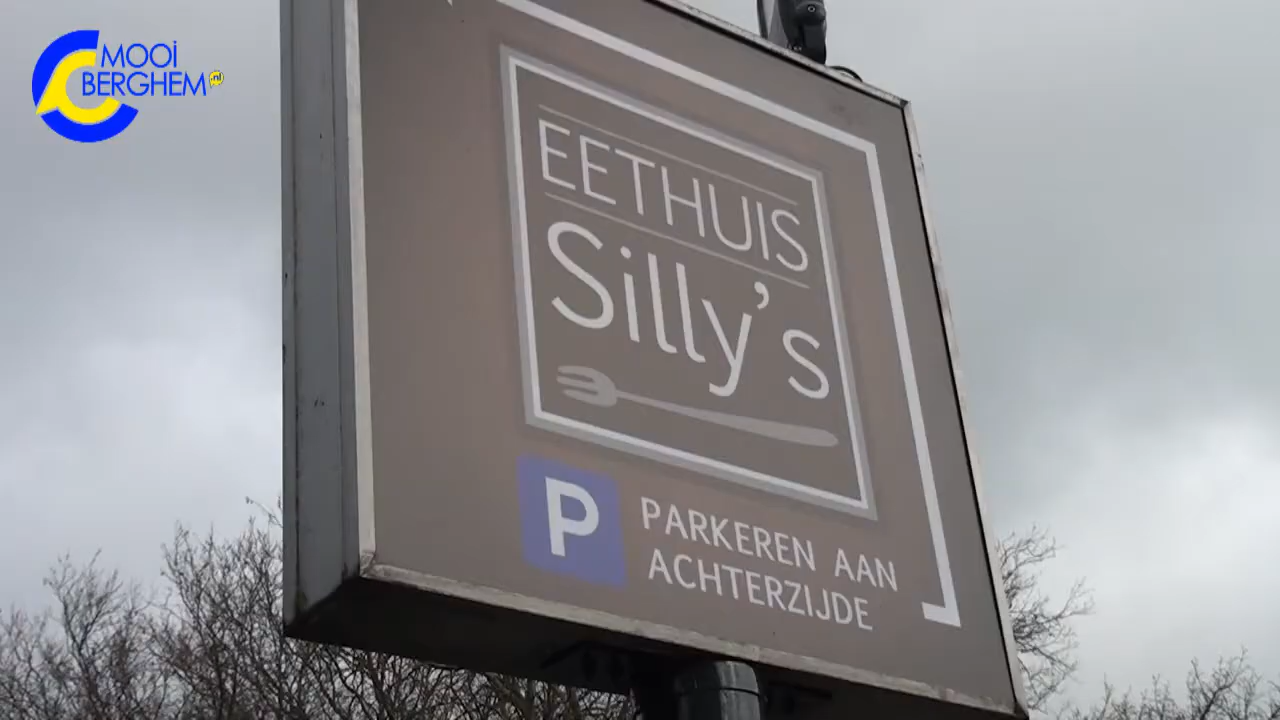 MOOi
BERGHEM.nl
EETHUIS
Silly's
P PARKEREN AAN
ACHTERZIJDE